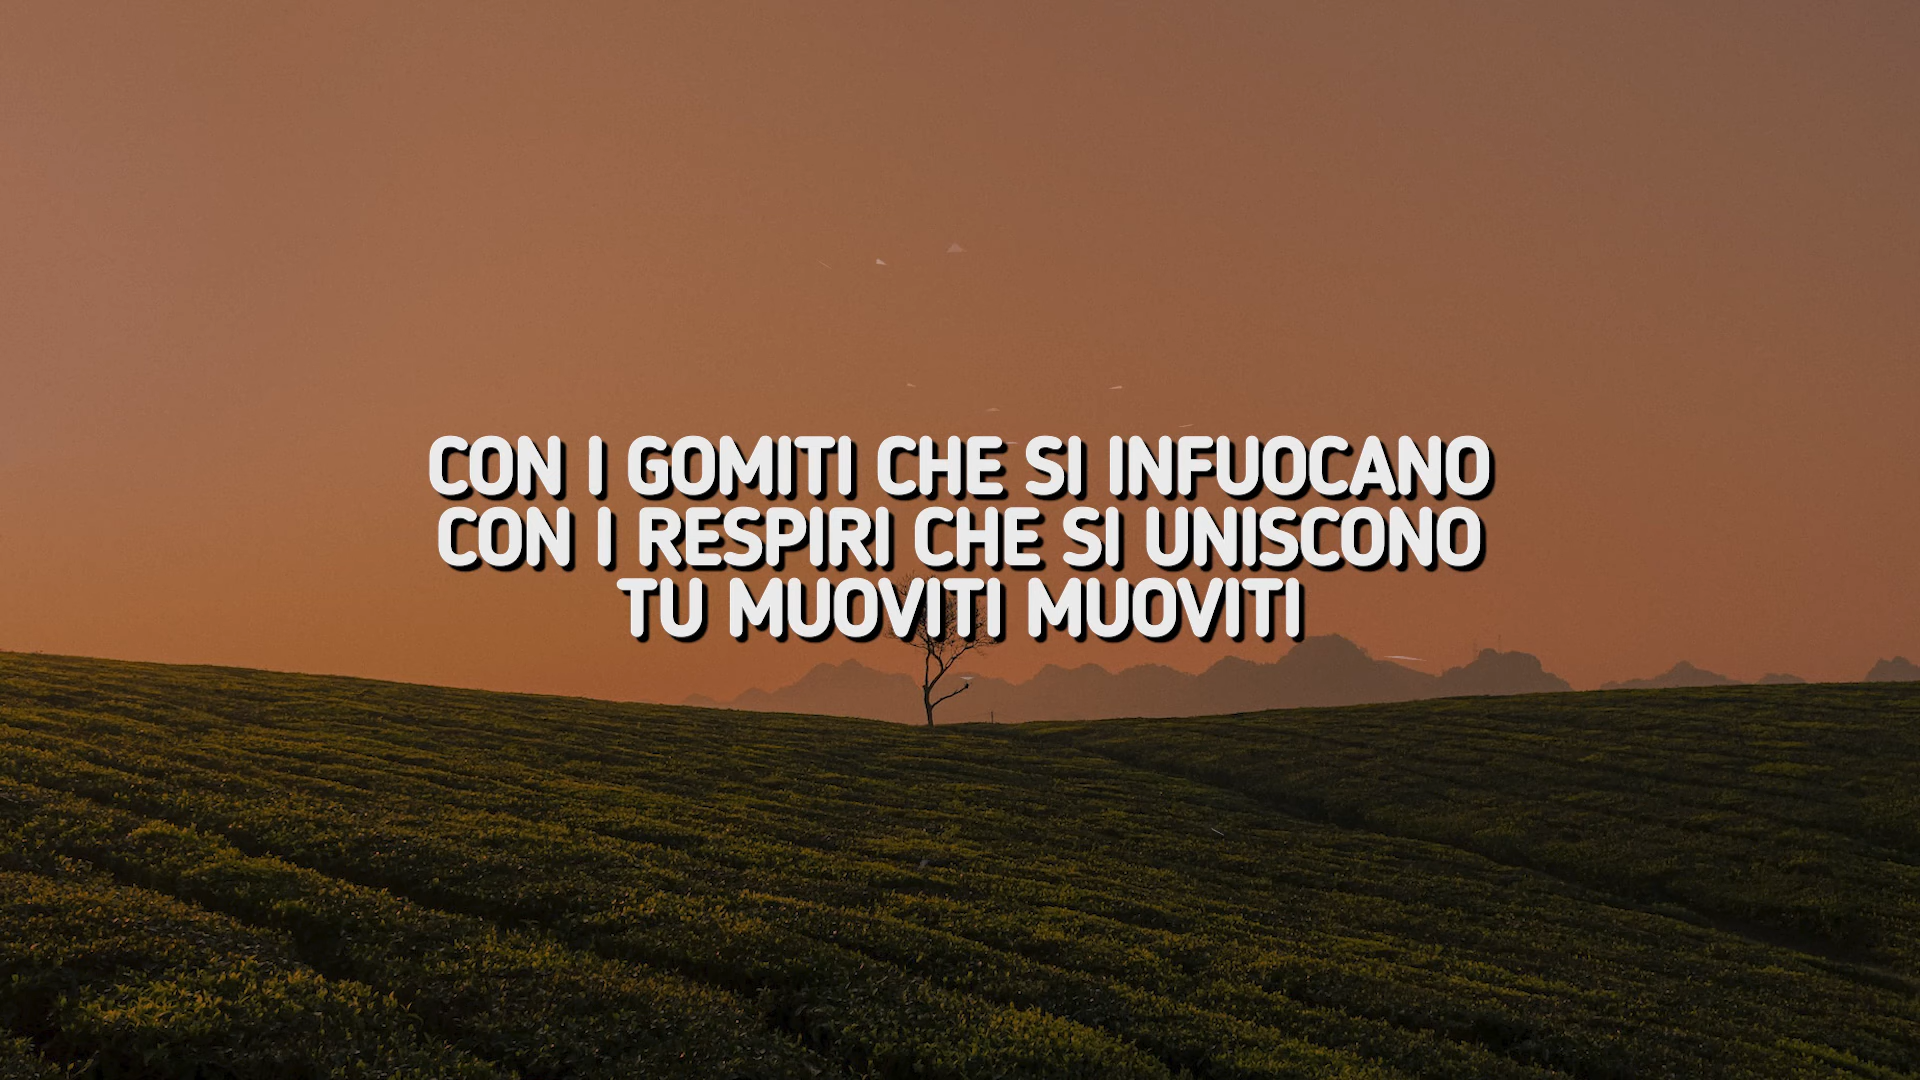 CON I GOMITI CHE SI INFUOCANO
CON I RESPIRI CHE SI UNISCONO
TU MUOVITI MUOVITI